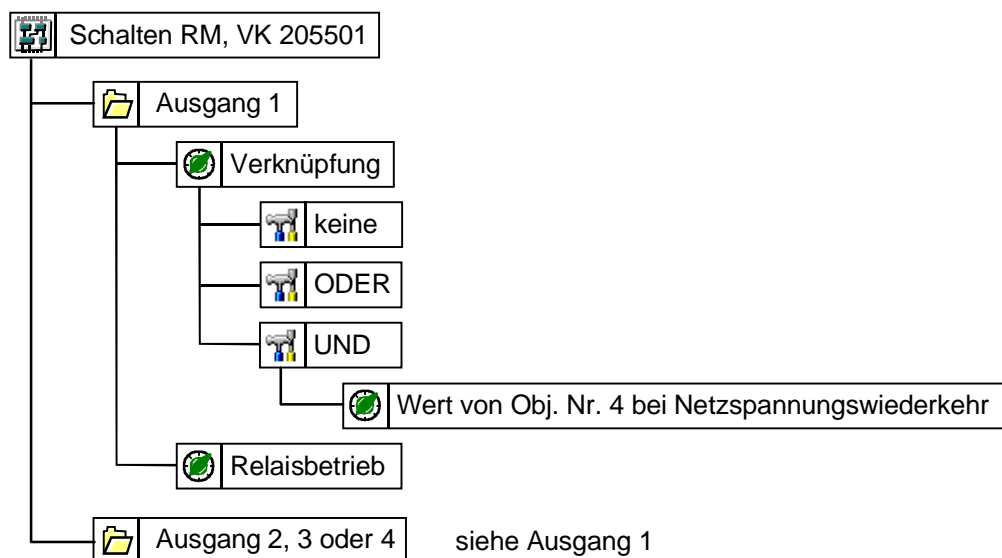 Schalten RM, VK 205501
Ausgang 1
Verknüpfung
keine
ODER
UND
Wert von Obj. Nr. 4 bei Netzspannungswiederkehr
Relaisbetrieb
Ausgang 2, 3 oder 4 siehe Ausgang 1